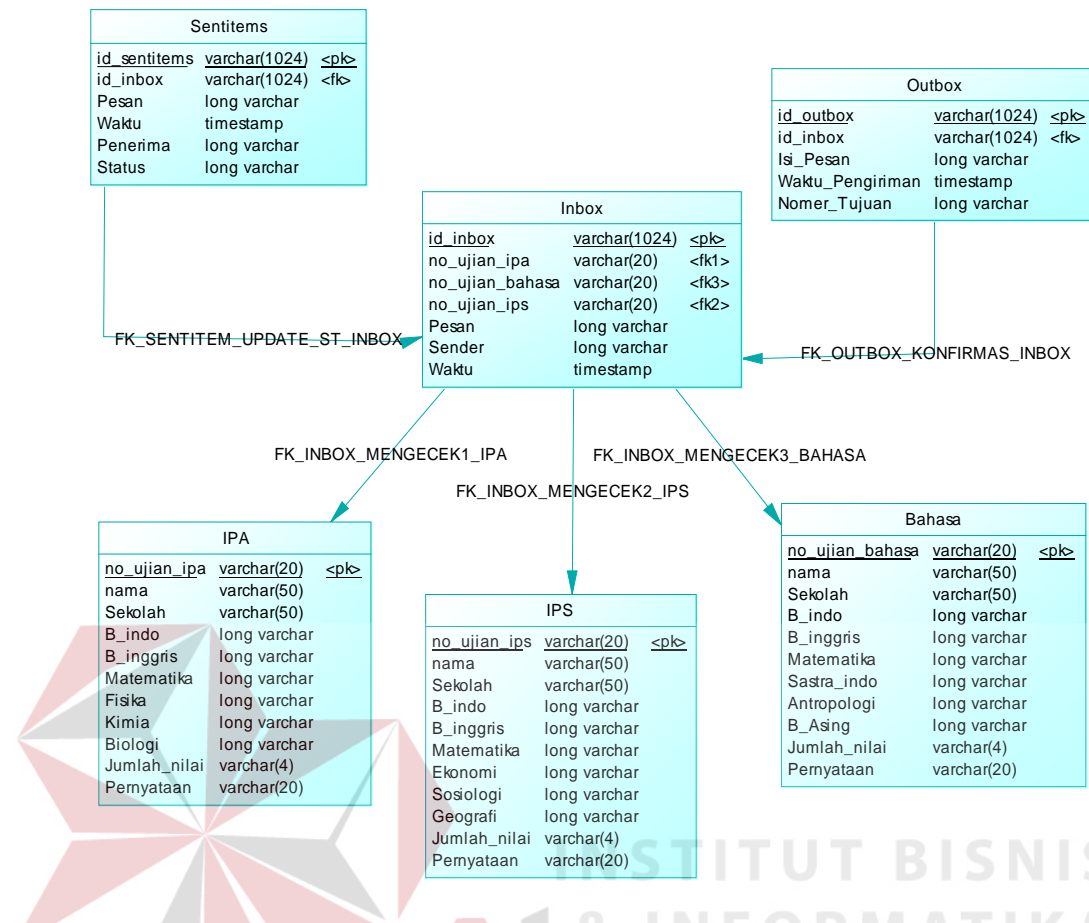 Sentitems
id_sentitems varchar(1024) <pk>
id_inbox varchar(1024) <fk>
Pesan long varchar
Waktu timestamp
Penerima long varchar
Status long varchar
Outbox
id_outbox varchar(1024) <pk>
id_inbox varchar(1024) <fk>
Isi_Pesan long varchar
Waktu_Pengiriman timestamp
Nomer_Tujuan long varchar
Inbox
id_inbox varchar(1024) <pk>
no_ujian_ipa varchar(20) <fk1>
no_ujian_bahasa varchar(20) <fk3>
no_ujian_ips varchar(20) <fk2>
Pesan long varchar
Sender long varchar
Waktu timestamp
FK_SENTITEM_UPDATE_ST_INBOX
FK_OUTBOX_KONFIRMAS_INBOX
FK_INBOX_MENGECEK1_IPA
FK_INBOX_MENGECEK3_BAHASA
FK_INBOX_MENGECEK2_IPS
IPA
no_ujian_ipa varchar(20) <pk>
nama varchar(50)
Sekolah varchar(50)
B_indo long varchar
B_inggris long varchar
Matematika long varchar
Fisika long varchar
Kimia long varchar
Biologi long varchar
Jumlah_nilai varchar(4)
Pernyataan varchar(20)
IPS
no_ujian_ips varchar(20) <pk>
nama varchar(50)
Sekolah varchar(50)
B_indo long varchar
B_inggris long varchar
Matematika long varchar
Ekonomi long varchar
Sosiologi long varchar
Geografi long varchar
Jumlah_nilai varchar(4)
Pernyataan varchar(20)
Bahasa
no_ujian_bahasa varchar(20) <pk>
nama varchar(50)
Sekolah varchar(50)
B_indo long varchar
B_inggris long varchar
Matematika long varchar
Sastra_indo long varchar
Antropologi long varchar
B_Asing long varchar
Jumlah_nilai varchar(4)
Pernyataan varchar(20)
INSTITUT BISNIS
& INFORMATIKA